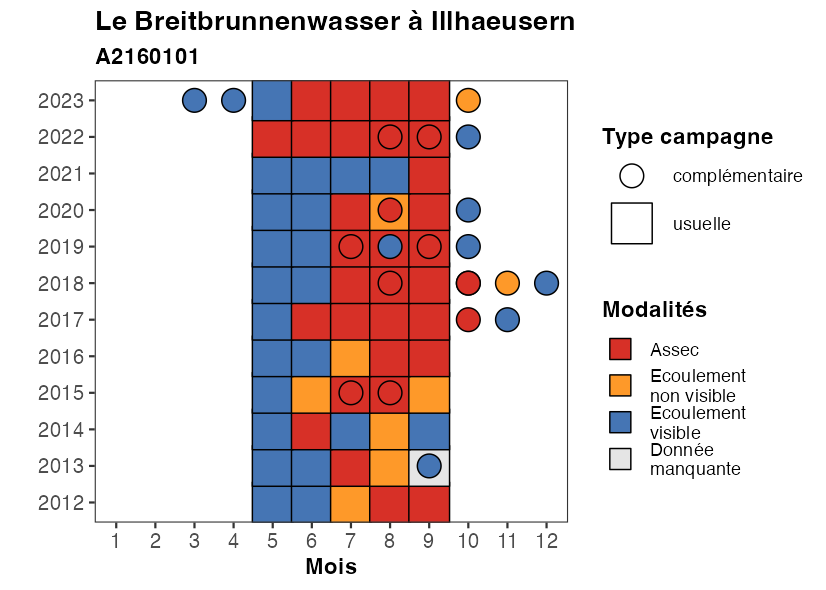 Le Breitbrunnenwasser à Illhaeusern
A2160101
2023
2022
2021
2020
2019
2018
2017
2016
2015
2014
2013
2012
1 2 3 4 5 6 7 8 9 10 11 12
Mois
Type campagne
complémentaire
usuelle
Modalités
Assec
Ecoulement
non visible
Ecoulement
visible
Donnée
manquante